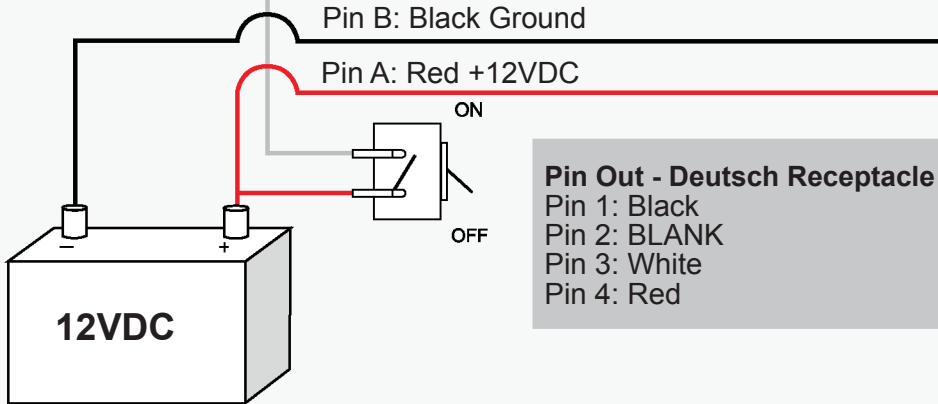 Pin B: Black Ground
Pin A: Red +12VDC
ON
Pin Out - Deutsch Receptacle
Pin 1: Black
Pin 2: BLANK
Pin 3: White
Pin 4: Red
OFF
– +
12VDC